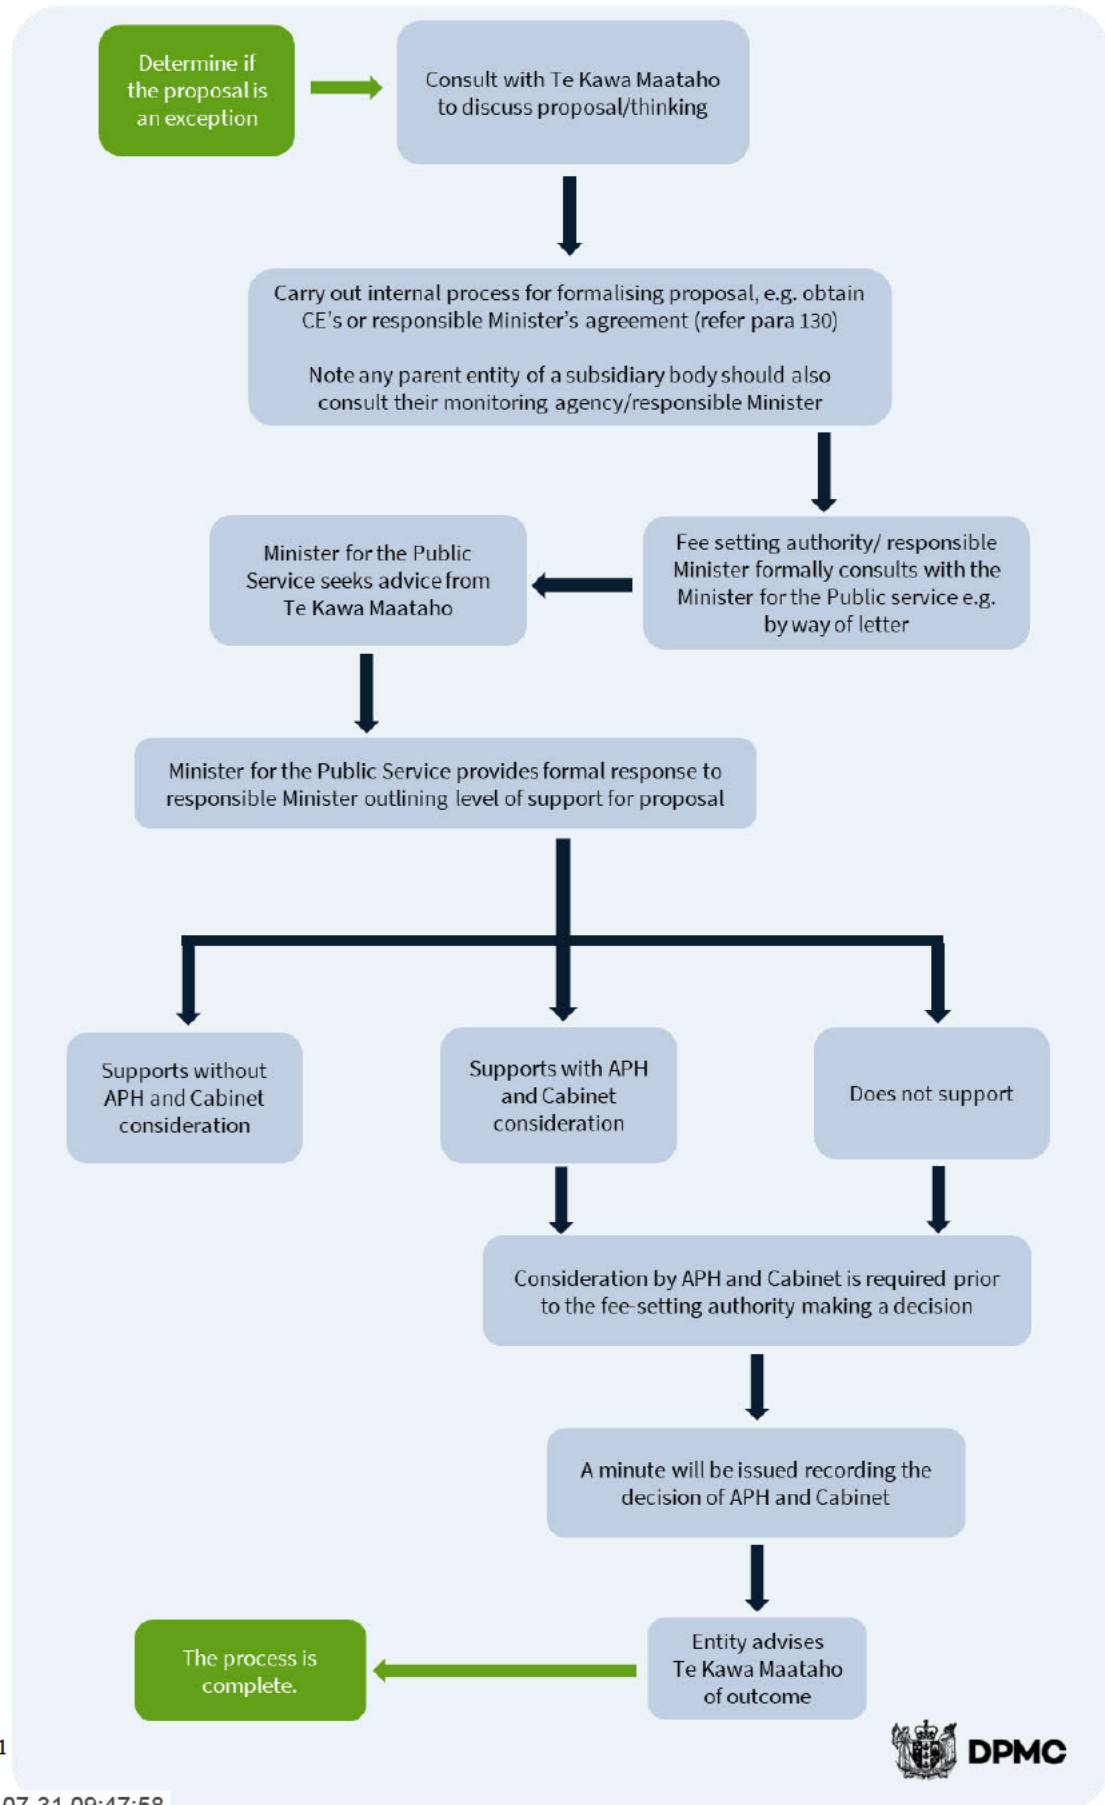 Determine if
the proposal is
an exception
Consult with Te Kawa Maataho
to discuss proposal/thinking
Carry out internal process for formalising proposal, e.g. obtain
CE's or responsible Minister's agreement (refer para 130)
Note any parent entity of a subsidiary body should also
consult their monitoring agency/responsible Minister
Minister for the Public
Service seeks advice from
Te Kawa Maataho
Fee setting authority/ responsible
Minister formally consults with the
Minister for the Public service e.g.
by way of letter
Minister for the Public Service provides formal response to
responsible Minister outlining level of support for proposal
Supports without
APH and Cabinet
consideration
Supports with APH
and Cabinet
consideration
Does not support
Consideration by APH and Cabinet is required prior
to the fee-setting authority making a decision
A minute will be issued recording the
decision of APH and Cabinet
Entity advises
Te Kawa Maataho
of outcome
The process is
complete.
DPMC
1
07-31 09:47:58